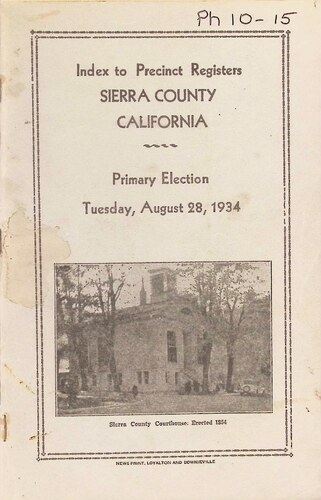 Ph 10-15
Index to Precinct Registers
SIERRA COUNTY
CALIFORNIA
Primary Election
Tuesday, August 28, 1934
Sierra County Courthouse. Erected 1854
NEWS PRINT, LOYALTON AND DOWNIEVILLE